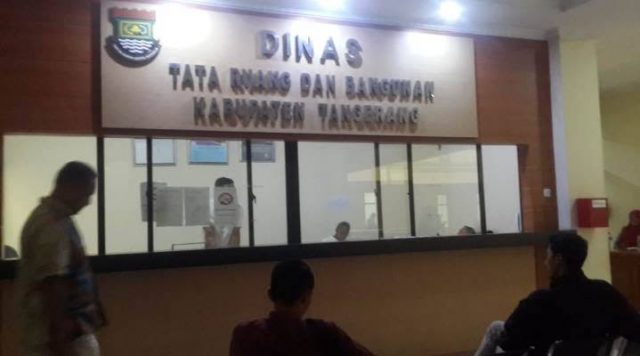 DINAS
TATA RUANG DAN BANGUNAN
KABUPATEN TANGERANG